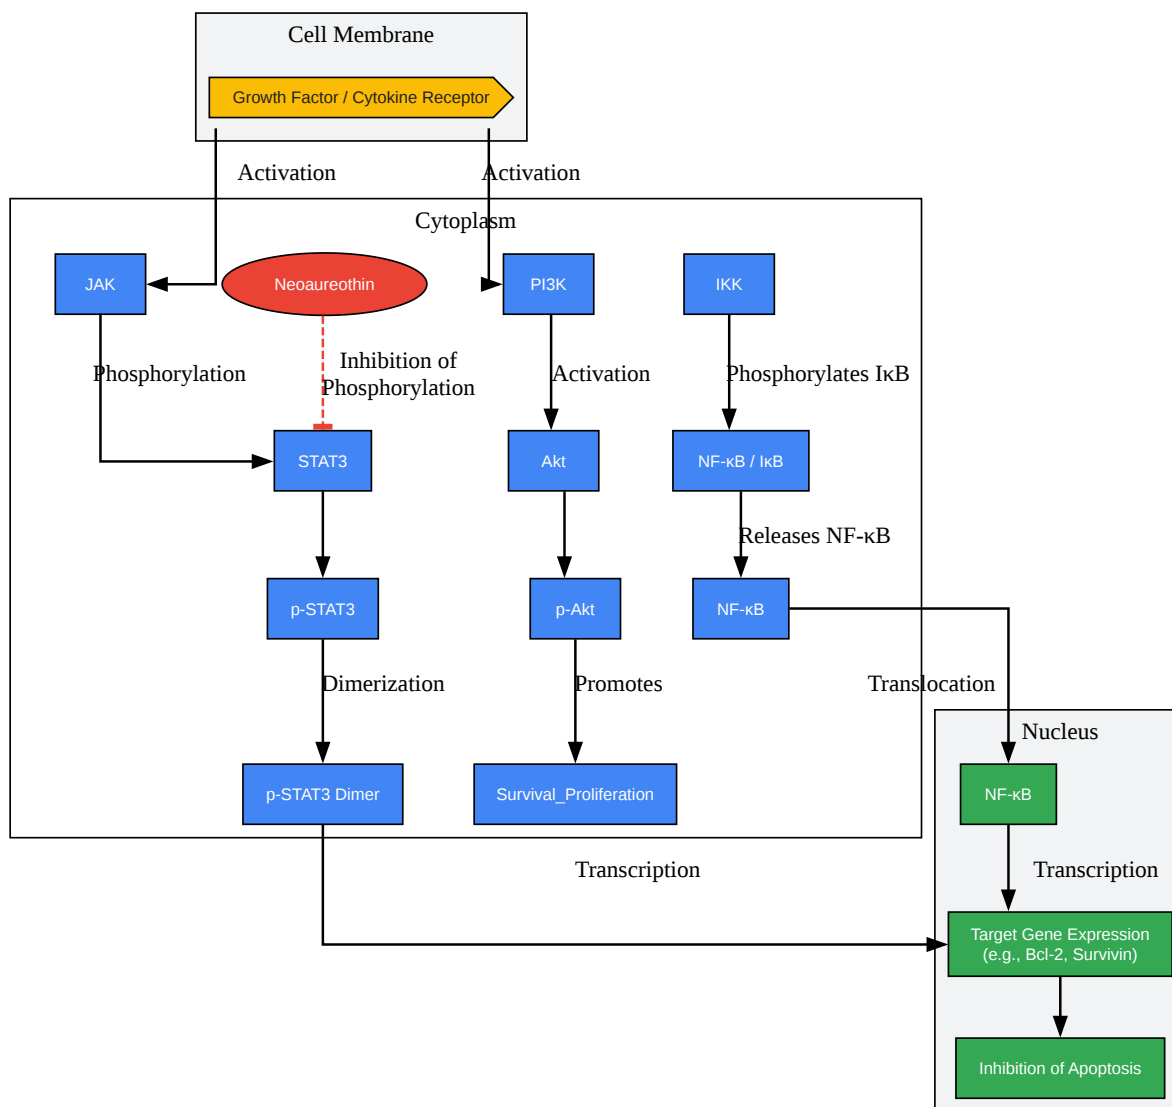 Cell Membrane
Growth Factor / Cytokine Receptor
Activation
Activation
Cytoplasm
JAK
Neoaureothin
PI3K
IKK
Phosphorylation
Inhibition of
Phosphorylation
Activation
Phosphorylates IκB
STAT3
Akt
NF-κB / IκB
Releases NF-κB
p-STAT3
p-Akt
NF-κB
Dimerization
Promotes
Translocation
Nucleus
p-STAT3 Dimer
Survival_Proliferation
NF-κB
Transcription
Transcription
Target Gene Expression
(e.g., Bcl-2, Survivin)
Inhibition of Apoptosis